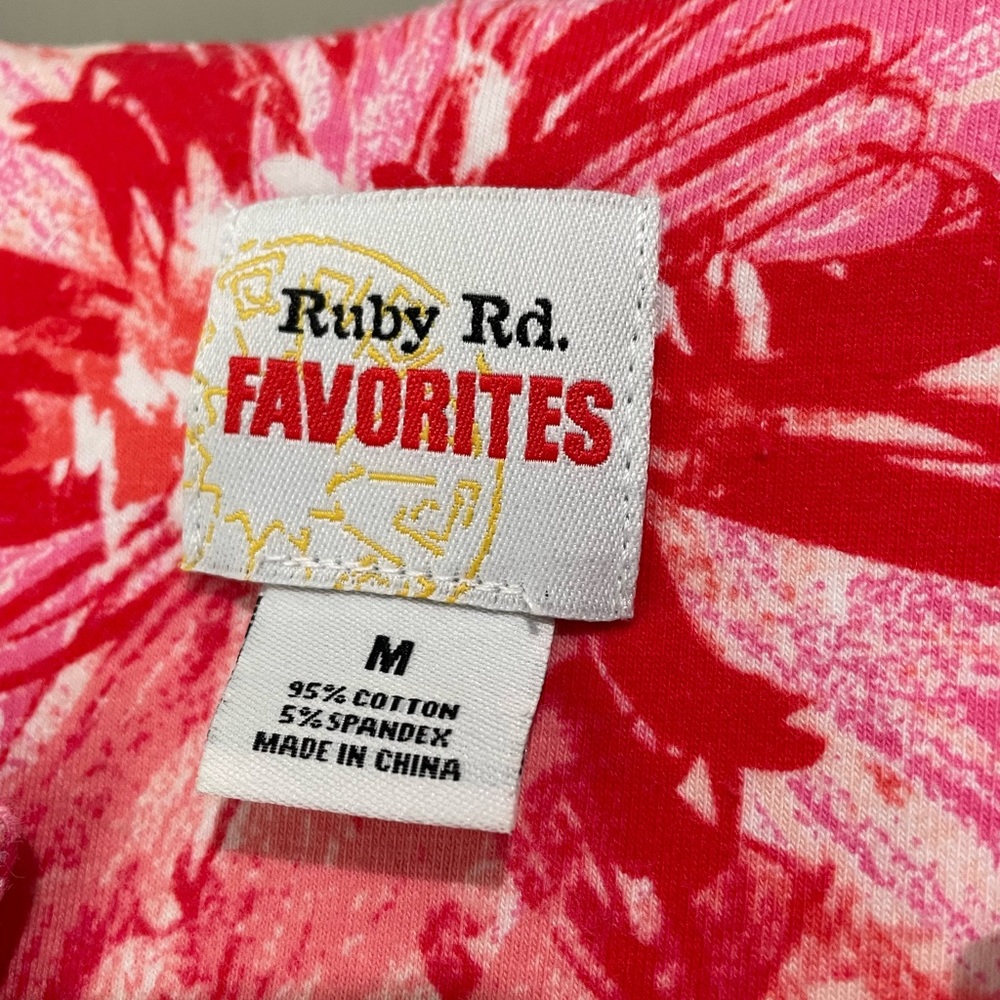 Ruby Rd.
FAVORITES
M
95% COTTON
5% SPANDEX
MADE IN CHINA